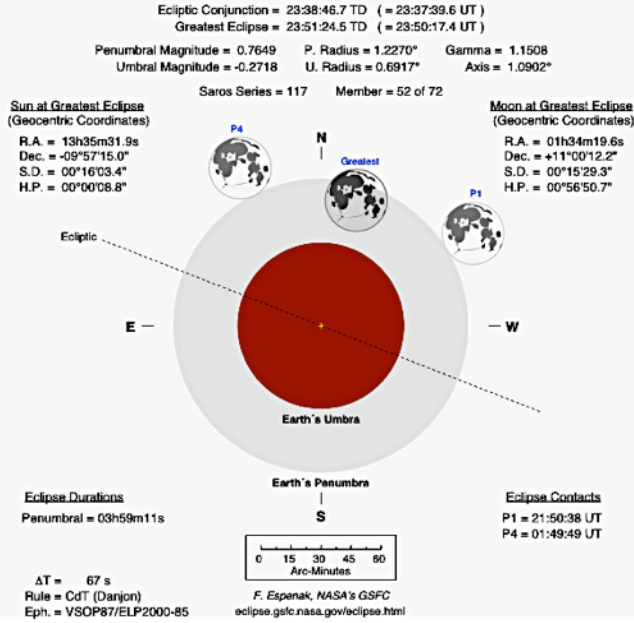 Ecliptic Conjunction = 23:38:46.7 TD (= 23:37:39.6 UT)
Greatest Eclipse = 23:51:24.5 TD (= 23:50:17.4 UT)
Penumbral Magnitude = 0.7649 P. Radius = 1.2270° Gamma = 1.1508
Umbral Magnitude = -0.2718 U. Radius = 0.6917° Axis = 1.0902°
Saros Series = 117 Member = 52 of 72
Sun at Greatest Eclipse
(Geocentric Coordinates)
R.A. = 13h35m31.9s
Dec. = -09°57'15.0"
S.D. = 00°16'03.4"
H.P. = 00°00'08.8"
Moon at Greatest Eclipse
(Geocentric Coordinates)
R.A. = 01h34m19.6s
Dec. = +11°00'12.2"
S.D. = 00°15'29.3"
H.P. = 00°56'50.7"
N
P4
Greatest
P1
Ecliptic
E
W
Earth's Umbra
Earth's Penumbra
S
Eclipse Durations
Penumbral = 03h59m11s
Eclipse Contacts
P1 = 21:50:38 UT
P4 = 01:49:49 UT
0 15 30 45 60
Arc-Minutes
ΔT = 67 s
Rule = CdT (Danjon)
Eph. = VSOP87/ELP2000-85
F. Espenak, NASA's GSFC
eclipse.gsfc.nasa.gov/eclipse.html